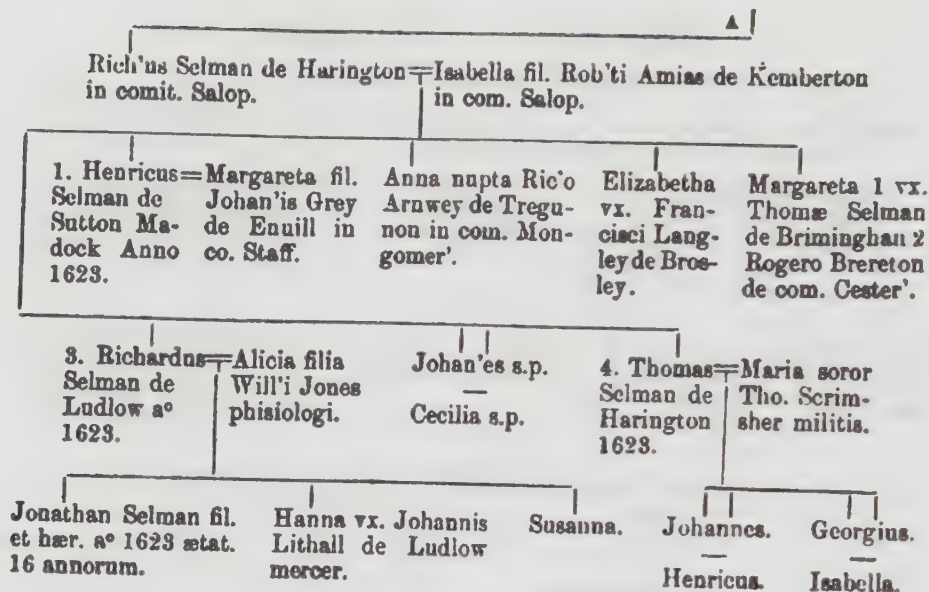 A
Rich'us Selman de Harington
in comit. Salop.
Isabella fil. Rob'ti Amias de Kemberton
in com. Salop.
1. Henricus
Selman de
Sutton Ma-
dock Anno
1623.
Margareta fil.
Johan'is Grey
de Enuill in
co. Staff.
Anna nupta Ric'o
Arnwey de Tregu-
non in com. Mon-
gomer'.
Elizabetha
vx. Fran-
cisci Lang-
ley de Bros-
ley.
Margareta 1 vx.
Thomæ Selman
de Briminghan 2
Rogero Brereton
de com. Cester'.
3. Richardus
Selman de
Ludlow aº
1623.
Alicia filia
Will'i Jones
phisiologi.
Johan'es s.p.
—
Cecilia s.p.
4. Thomas
Selman de
Harington
1623.
Maria soror
Tho. Scrim-
sher militis.
Jonathan Selman fil.
et hær. aº 1623 ætat.
16 annorum.
Hanna vx. Johannis
Lithall de Ludlow
mercer.
Susanna.
Johannes.
—
Henricus.
Georgius.
—
Isabella.